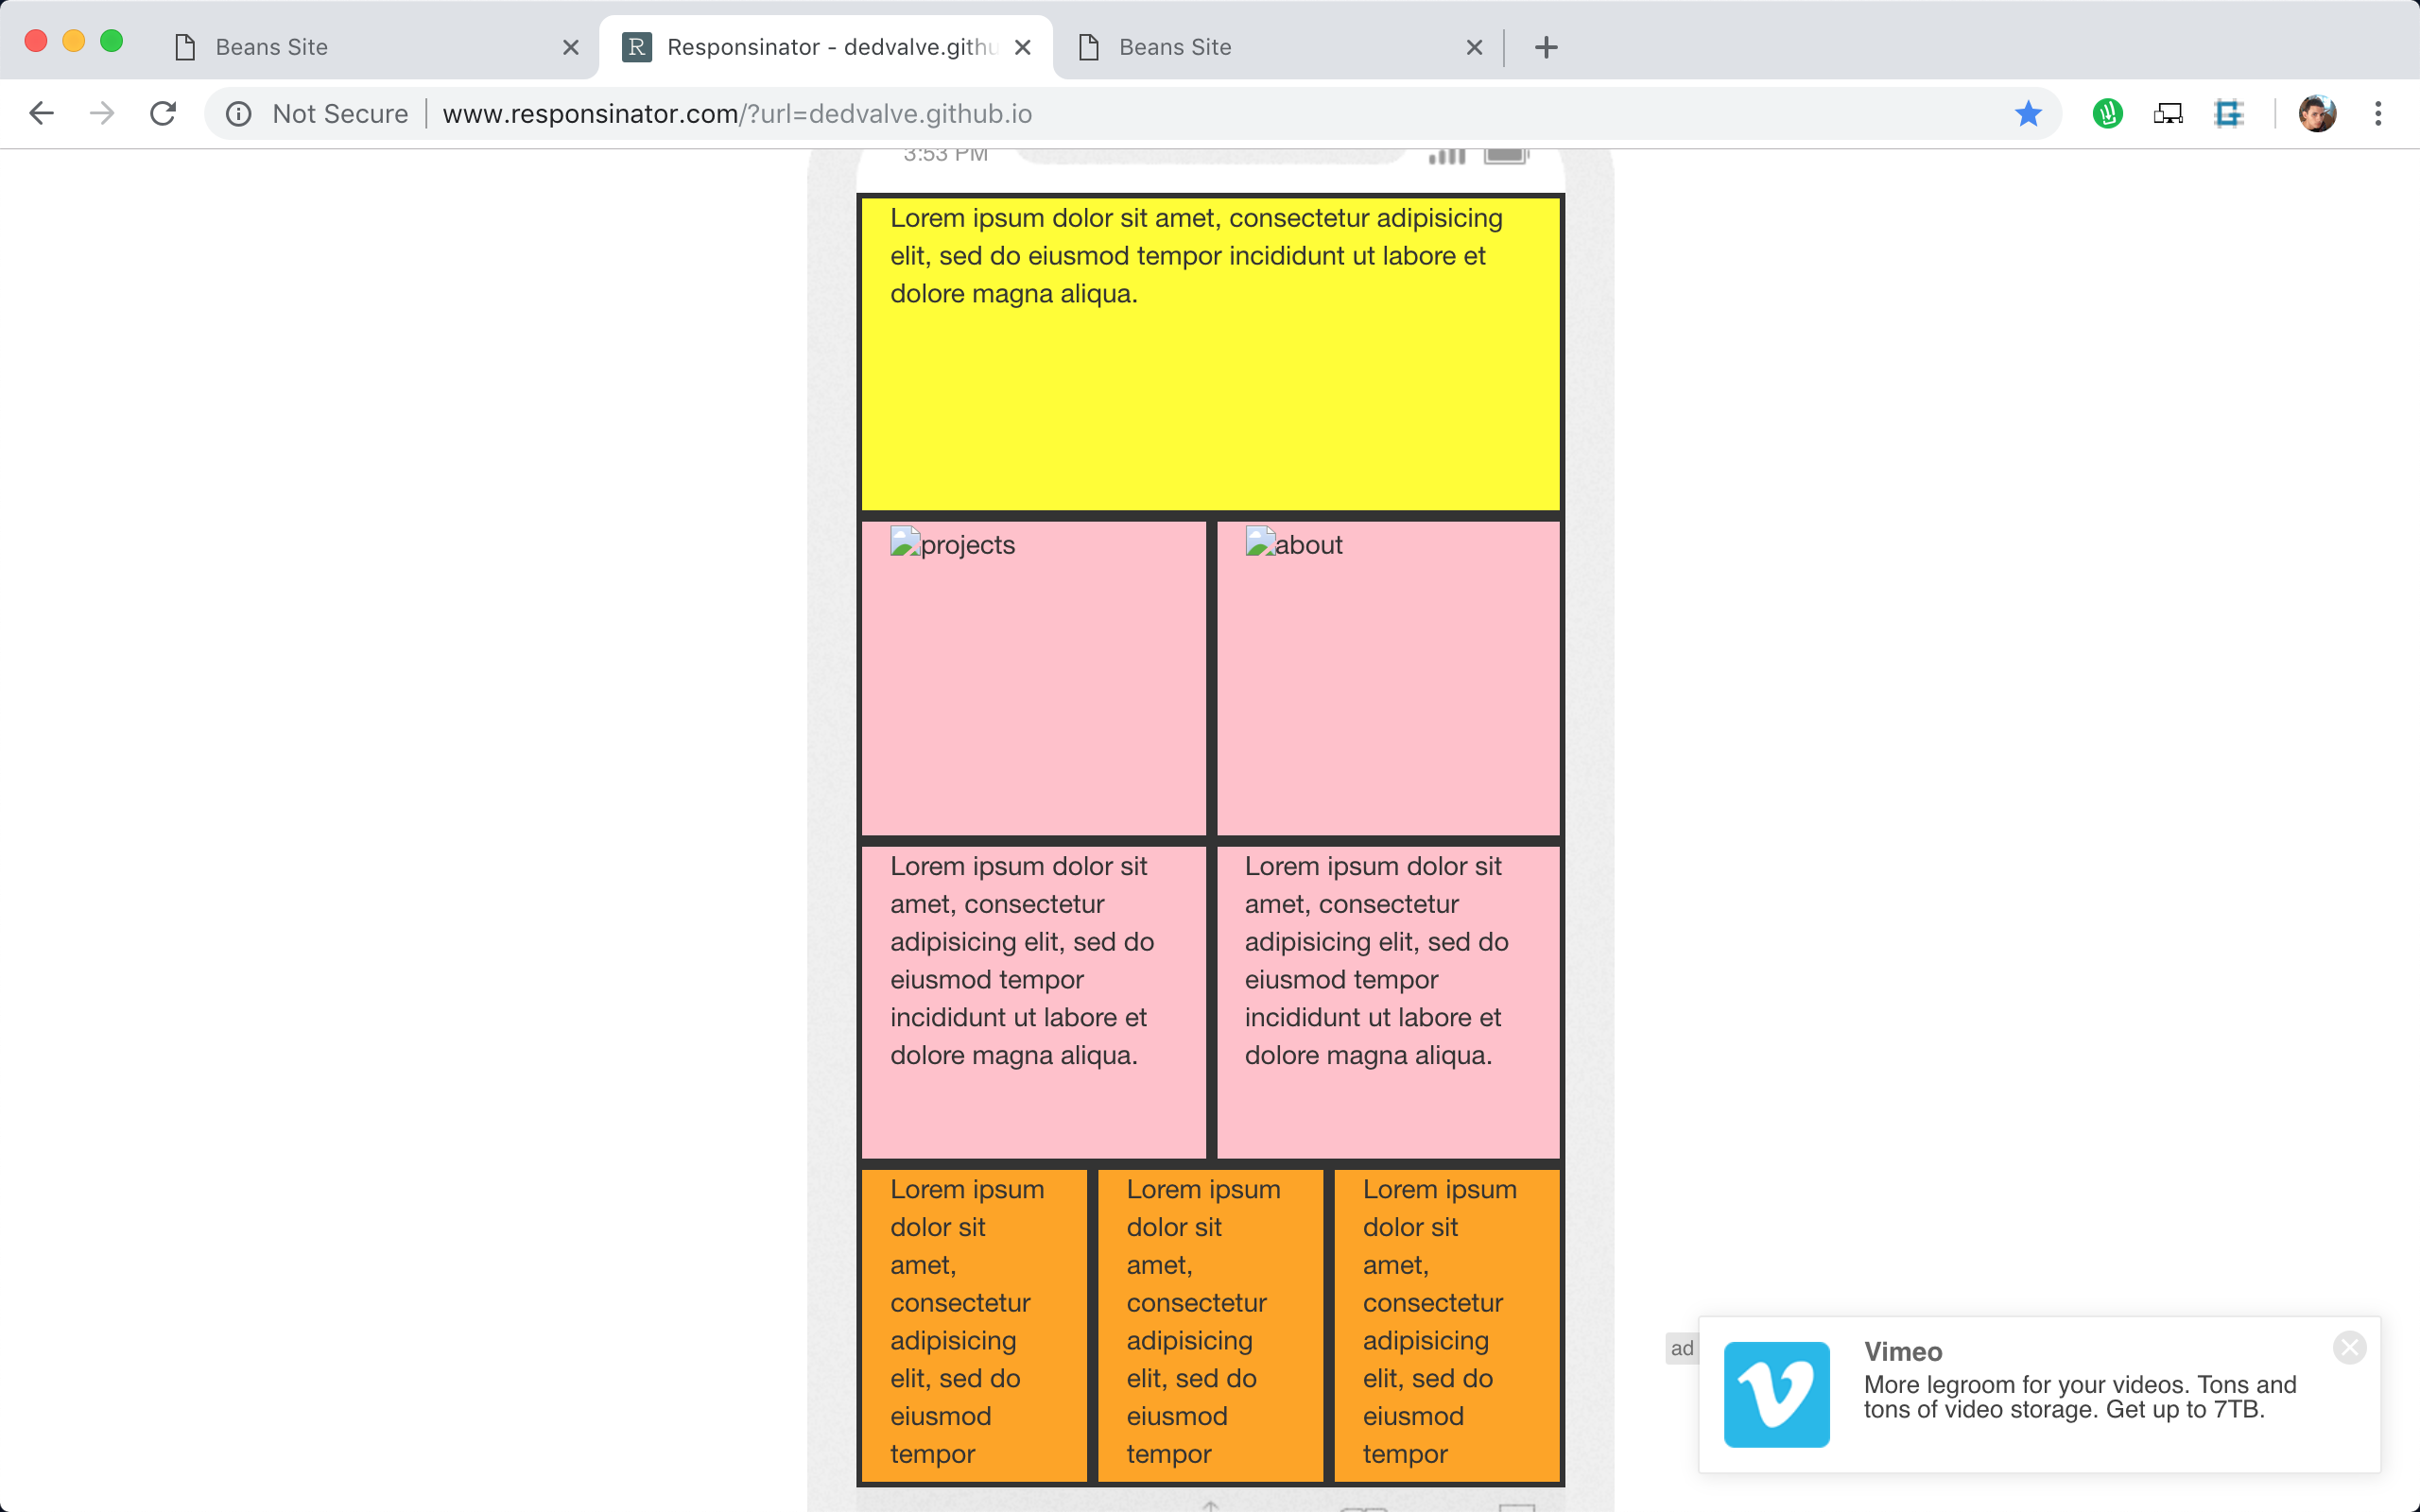 Beans Site
Responsinator - dedvalve.githu
Beans Site
Not Secure
www.responsinator.com/?url=dedvalve.github.io
3:53 PM
Lorem ipsum dolor sit amet, consectetur adipisicing
elit, sed do eiusmod tempor incididunt ut labore et
dolore magna aliqua.
projects
about
Lorem ipsum dolor sit
amet, consectetur
adipisicing elit, sed do
eiusmod tempor
incididunt ut labore et
dolore magna aliqua.
Lorem ipsum dolor sit
amet, consectetur
adipisicing elit, sed do
eiusmod tempor
incididunt ut labore et
dolore magna aliqua.
Lorem ipsum
dolor sit
amet,
consectetur
adipisicing
elit, sed do
eiusmod
tempor
Lorem ipsum
dolor sit
amet,
consectetur
adipisicing
elit, sed do
eiusmod
tempor
Lorem ipsum
dolor sit
amet,
consectetur
adipisicing
elit, sed do
eiusmod
tempor
ad
Vimeo
More legroom for your videos. Tons and
tons of video storage. Get up to 7TB.